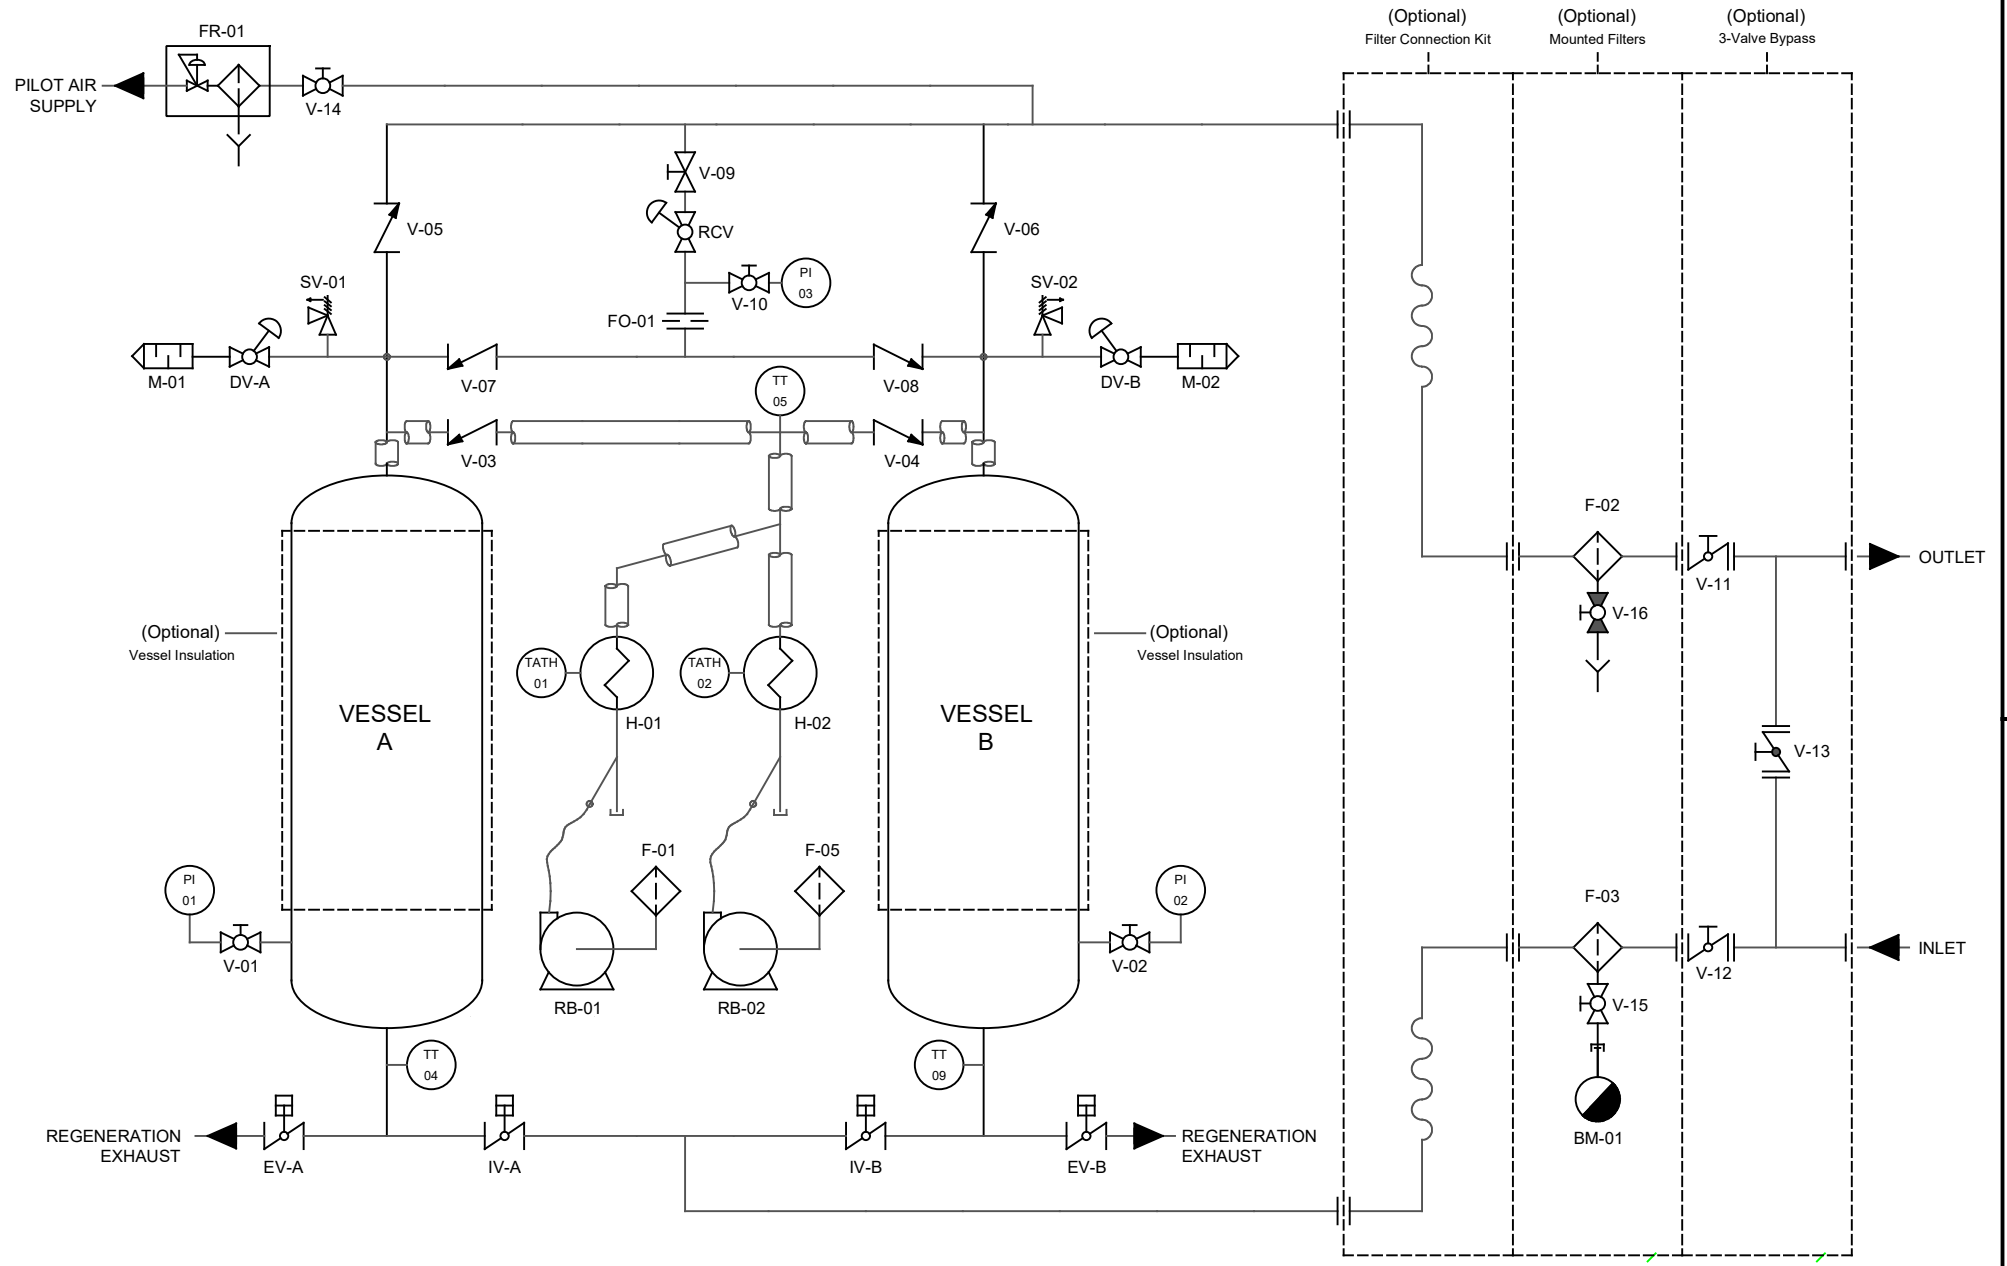 (Optional)
Filter Connection Kit
(Optional)
Mounted Filters
(Optional)
3-Valve Bypass
FR-01
PILOT AIR
SUPPLY
V-14
V-09
V-05
RCV
V-06
SV-01
PI
03
V-10
SV-02
FO-01
M-01
DV-A
V-07
V-08
DV-B
M-02
TT
05
V-03
V-04
F-02
OUTLET
V-11
V-16
(Optional)
Vessel Insulation
(Optional)
Vessel Insulation
TATH
01
TATH
02
VESSEL
A
H-01
H-02
VESSEL
B
V-13
F-01
F-05
PI
01
PI
02
F-03
V-01
V-02
INLET
V-12
RB-01
RB-02
V-15
TT
04
TT
09
REGENERATION
EXHAUST
EV-A
IV-A
IV-B
EV-B
REGENERATION
EXHAUST
BM-01